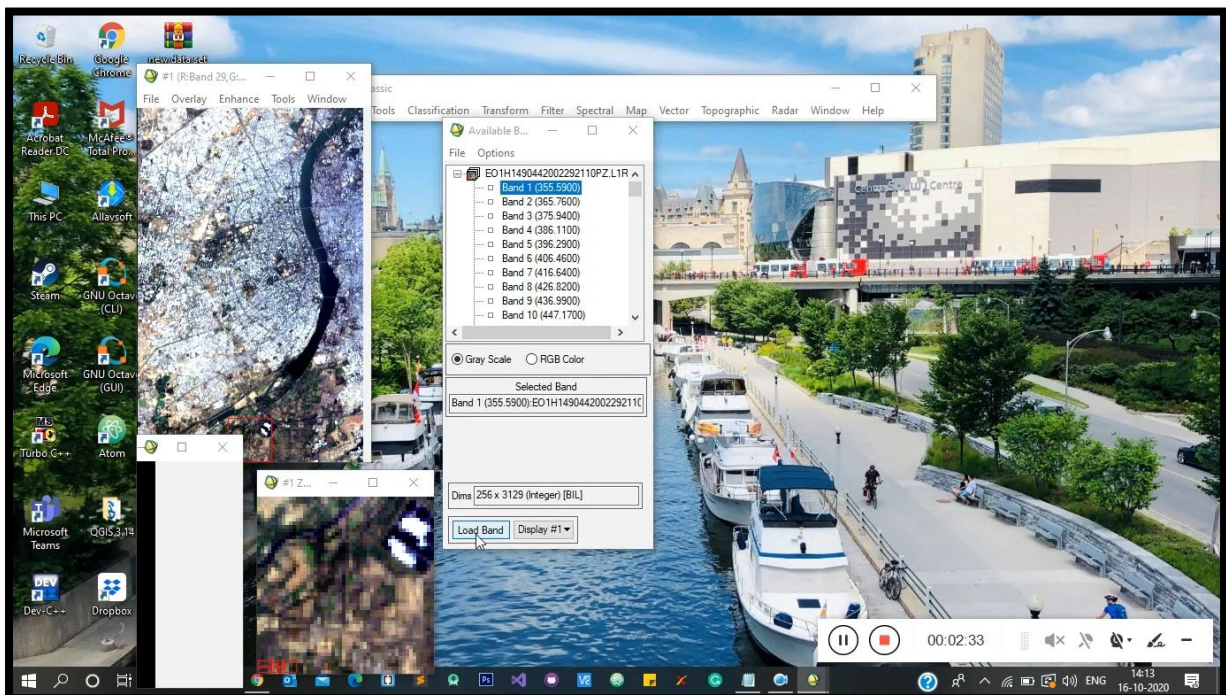 Recycle Bin
Google Chrome
new data set
Acrobat Reader DC
McAfee® Total Pro...
This PC
Allavsoft
Steam
GNU Octav (CLI)
Microsoft Edge
GNU Octav (GUI)
Turbo C++
Atom
Microsoft Teams
QGIS 3.14
Dev-C++
Dropbox
#1 (R:Band 29,G:...
File Overlay Enhance Tools Window
assic
Tools Classification Transform Filter Spectral Map Vector Topographic Radar Window Help
Available B...
File Options
EO1H1490442002292110PZ.L1R
Band 1 (355.5900)
Band 2 (365.7600)
Band 3 (375.9400)
Band 4 (386.1100)
Band 5 (396.2900)
Band 6 (406.4600)
Band 7 (416.6400)
Band 8 (426.8200)
Band 9 (436.9900)
Band 10 (447.1700)
Gray Scale RGB Color
Selected Band
Band 1 (355.5900):EO1H1490442002292110
Dims 256 x 3129 (Integer) [BIL]
Load Band Display #1
#1 Z...
Centre
00:02:33
ENG
14:13
16-10-2020